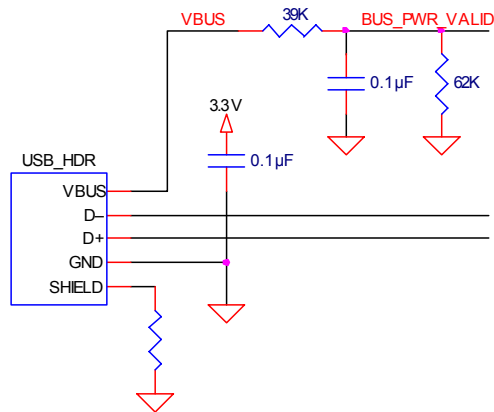 39K
VBUS
BUS_PWR_VALID
0.1µF
62K
3.3V
0.1µF
USB_HDR
VBUS
D–
D+
GND
SHIELD